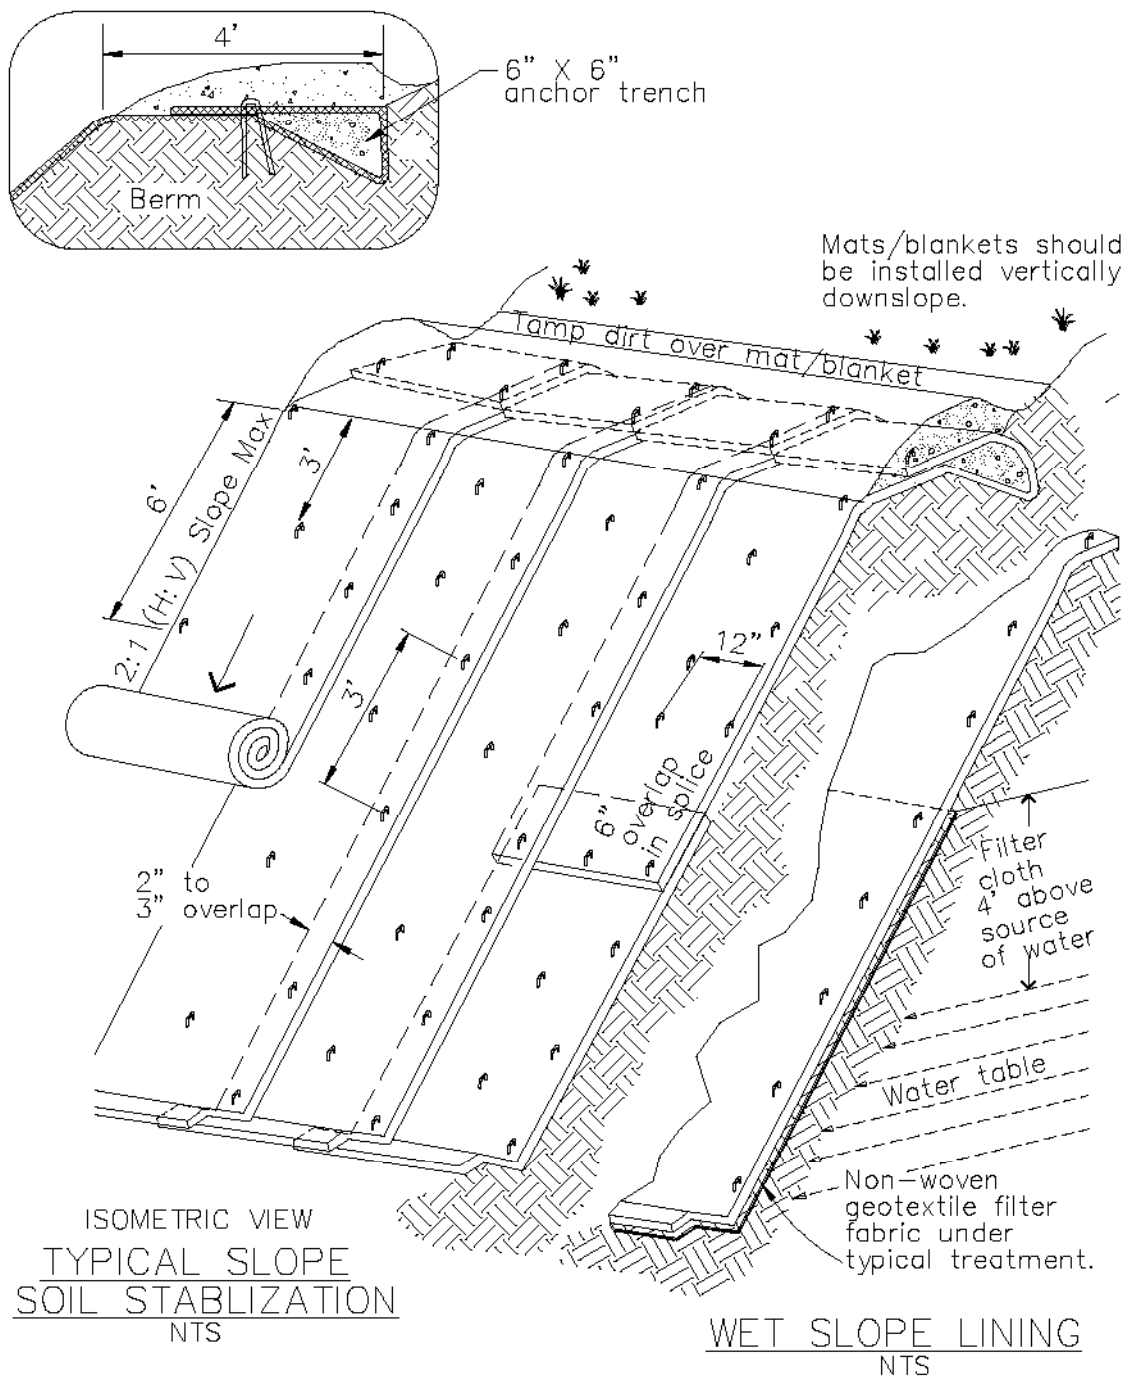 4'
6" X 6"
anchor trench
Berm
Mats/blankets should
be installed vertically
downslope.
Tamp dirt over mat/blanket
6'
2:1 (H: V) Slope Max
3'
3'
12"
6" overlap
in splice
2" to
3" overlap
Filter
cloth
4' above
source
of water
Water table
Non-woven
geotextile filter
fabric under
typical treatment.
ISOMETRIC VIEW
TYPICAL SLOPE
SOIL STABLIZATION
NTS
WET SLOPE LINING
NTS